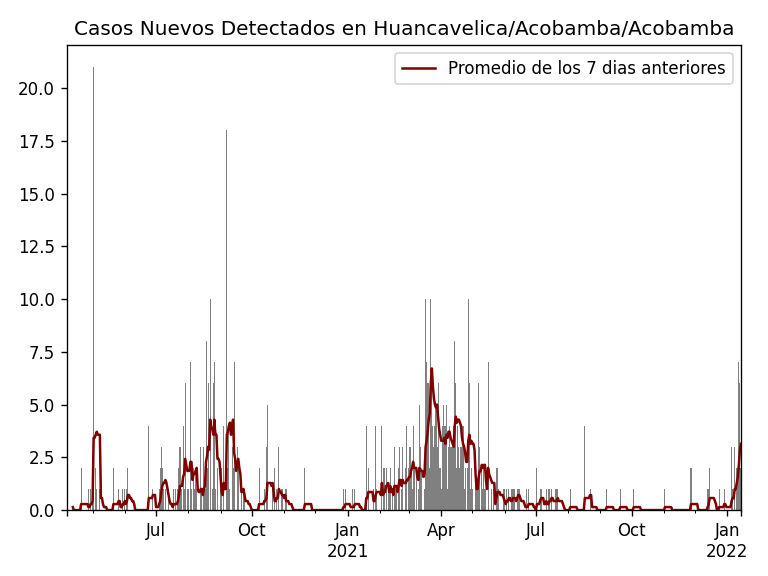 Casos Nuevos Detectados en Huancavelica/Acobamba/Acobamba
Promedio de los 7 dias anteriores
20.0
17.5
15.0
12.5
10.0
7.5
5.0
2.5
0.0
Jul
Oct
Jan
2021
Apr
Jul
Oct
Jan
2022